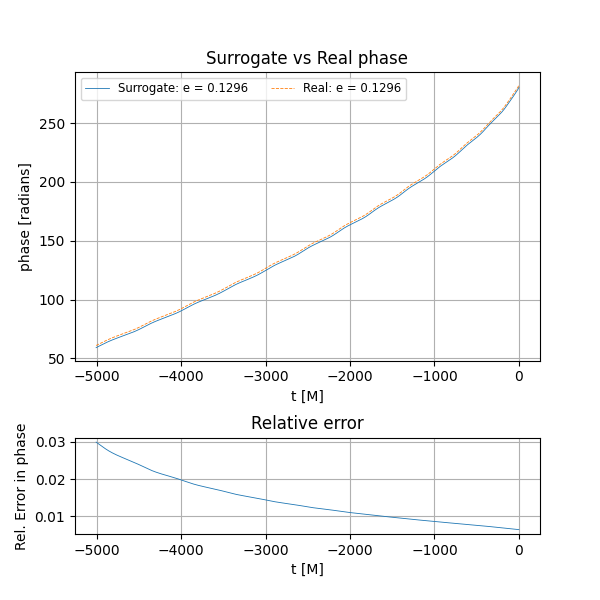 Surrogate vs Real phase
Surrogate: e = 0.1296 Real: e = 0.1296
phase [radians]
250
200
150
100
50
−5000 −4000 −3000 −2000 −1000 0
t [M]
Relative error
Rel. Error in phase
0.03
0.02
0.01
−5000 −4000 −3000 −2000 −1000 0
t [M]